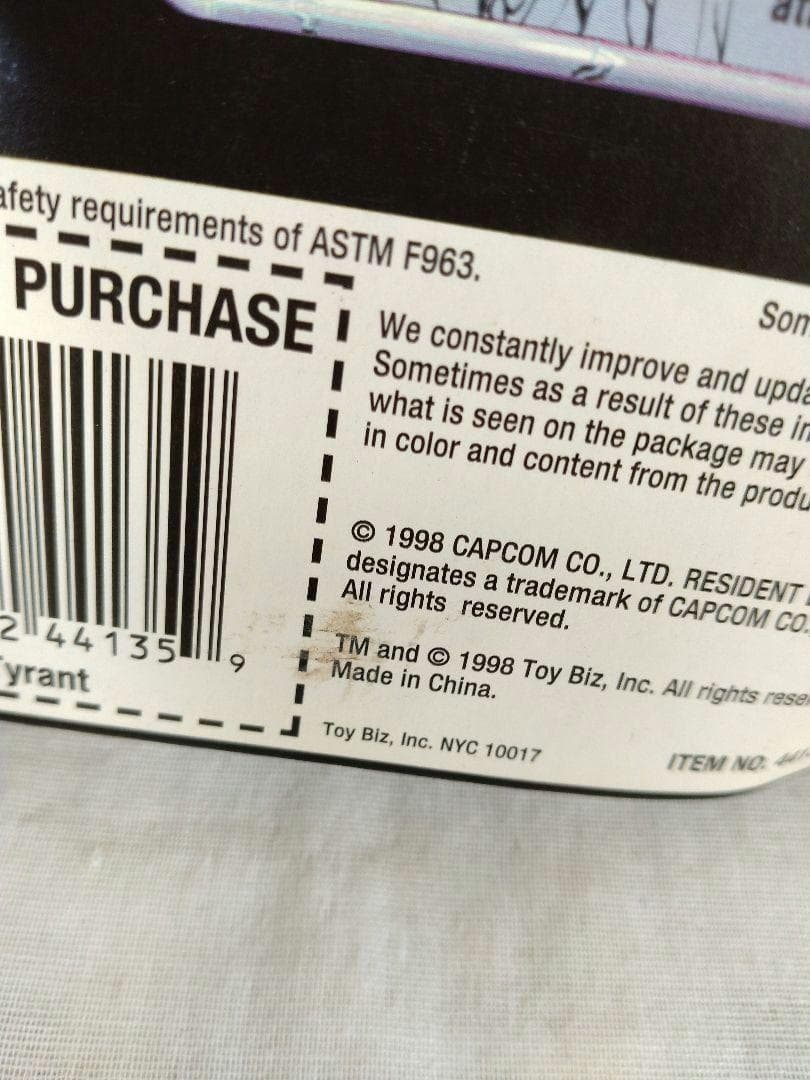 afety requirements of ASTM F963.
PURCHASE
Som
We constantly improve and upda
Sometimes as a result of these in
what is seen on the package may
in color and content from the produ
© 1998 CAPCOM CO., LTD. RESIDENT
designates a trademark of CAPCOM CO.
All rights reserved.
TM and © 1998 Toy Biz, Inc. All rights rese
Made in China.
2 44135 9
Tyrant
Toy Biz, Inc. NYC 10017
ITEM NO.